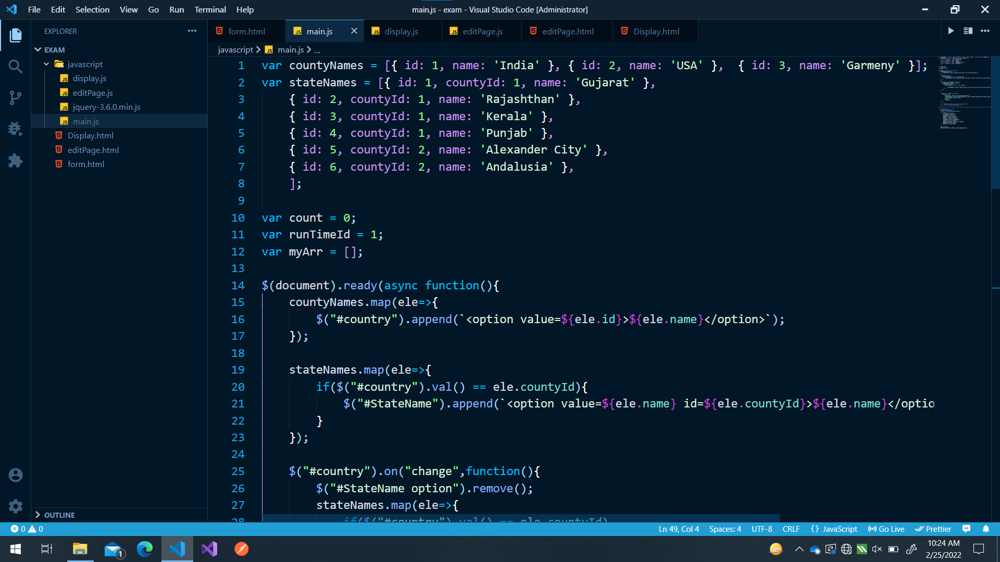 File Edit Selection View Go Run Terminal Help
main.js - exam - Visual Studio Code [Administrator]
EXPLORER
EXAM
javascript
display.js
editPage.js
jquery-3.6.0.min.js
main.js
Display.html
editPage.html
form.html
OUTLINE
form.html main.js display.js editPage.js editPage.html Display.html
javascript > main.js > ...
1 var countyNames = [{ id: 1, name: 'India' }, { id: 2, name: 'USA' },  { id: 3, name: 'Garmeny' }];
2 var stateNames = [{ id: 1, countyId: 1, name: 'Gujarat' },
3     { id: 2, countyId: 1, name: 'Rajashthan' },
4     { id: 3, countyId: 1, name: 'Kerala' },
5     { id: 4, countyId: 1, name: 'Punjab' },
6     { id: 5, countyId: 2, name: 'Alexander City' },
7     { id: 6, countyId: 2, name: 'Andalusia' },
8     ];
9
10 var count = 0;
11 var runTimeId = 1;
12 var myArr = [];
13
14 $(document).ready(async function(){
15     countyNames.map(ele=>{
16         $("#country").append(`<option value=${ele.id}>${ele.name}</option>`);
17     });
18
19     stateNames.map(ele=>{
20         if($("#country").val() == ele.countyId){
21             $("#StateName").append(`<option value=${ele.name} id=${ele.countyId}>${ele.name}</optio
22         }
23     });
24
25     $("#country").on("change",function(){
26         $("#StateName option").remove();
27         stateNames.map(ele=>{
28             if($("#country").val() == ele.countyId)
0 0
Ln 49, Col 4 Spaces: 4 UTF-8 CRLF {} JavaScript Go Live Prettier
1
10:24 AM
2/25/2022